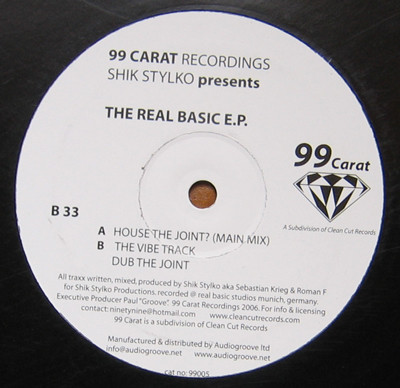 99 CARAT RECORDINGS
SHIK STYLKO presents
THE REAL BASIC E.P.
99 Carat
A Subdivision of Clean Cut Records
B 33
A HOUSE THE JOINT? (MAIN MIX)
B THE VIBE TRACK
DUB THE JOINT
All traxx written, mixed, produced by Shik Stylko aka Sebastian Krieg & Roman F
for Shik Stylko Productions. recorded @ real basic studios munich, germany.
Executive Producer Paul "Groove". 99 Carat Recordings 2006. For info & licensing
contact: ninetynine@hotmail.com www.cleancutrecords.com
99 Carat is a subdivision of Clean Cut Records
Manufactured & distributed by Audiogroove ltd
info@audiogroove.net www.audiogroove.net
cat no: 99005